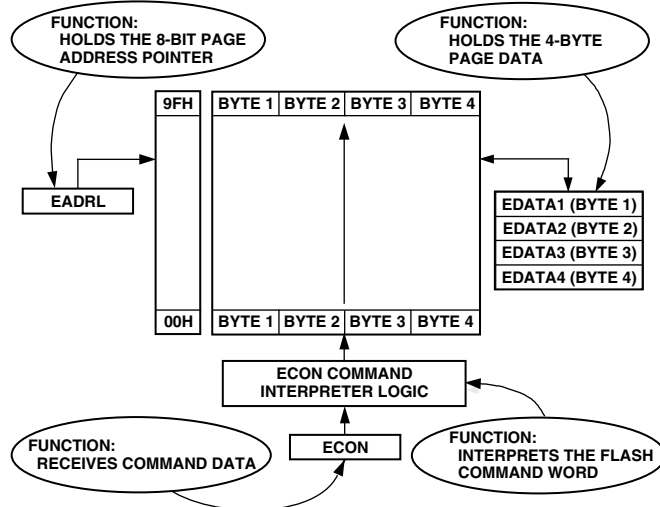 FUNCTION:
HOLDS THE 8-BIT PAGE
ADDRESS POINTER
FUNCTION:
HOLDS THE 4-BYTE
PAGE DATA
9FH
BYTE 1 BYTE 2 BYTE 3 BYTE 4
EADRL
EDATA1 (BYTE 1)
EDATA2 (BYTE 2)
EDATA3 (BYTE 3)
EDATA4 (BYTE 4)
00H
BYTE 1 BYTE 2 BYTE 3 BYTE 4
ECON COMMAND
INTERPRETER LOGIC
FUNCTION:
RECEIVES COMMAND DATA
ECON
FUNCTION:
INTERPRETS THE FLASH
COMMAND WORD